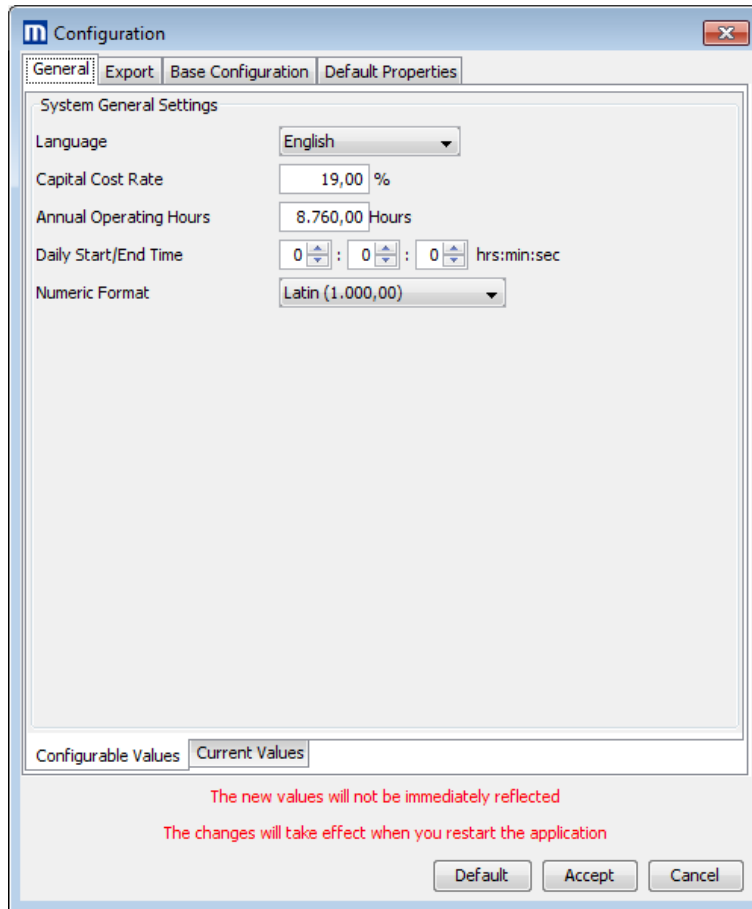 m Configuration
General Export Base Configuration Default Properties
System General Settings
Language English
Capital Cost Rate 19,00 %
Annual Operating Hours 8.760,00 Hours
Daily Start/End Time 0 : 0 : 0 hrs:min:sec
Numeric Format Latin (1.000,00)
Configurable Values Current Values
The new values will not be immediately reflected
The changes will take effect when you restart the application
Default Accept Cancel